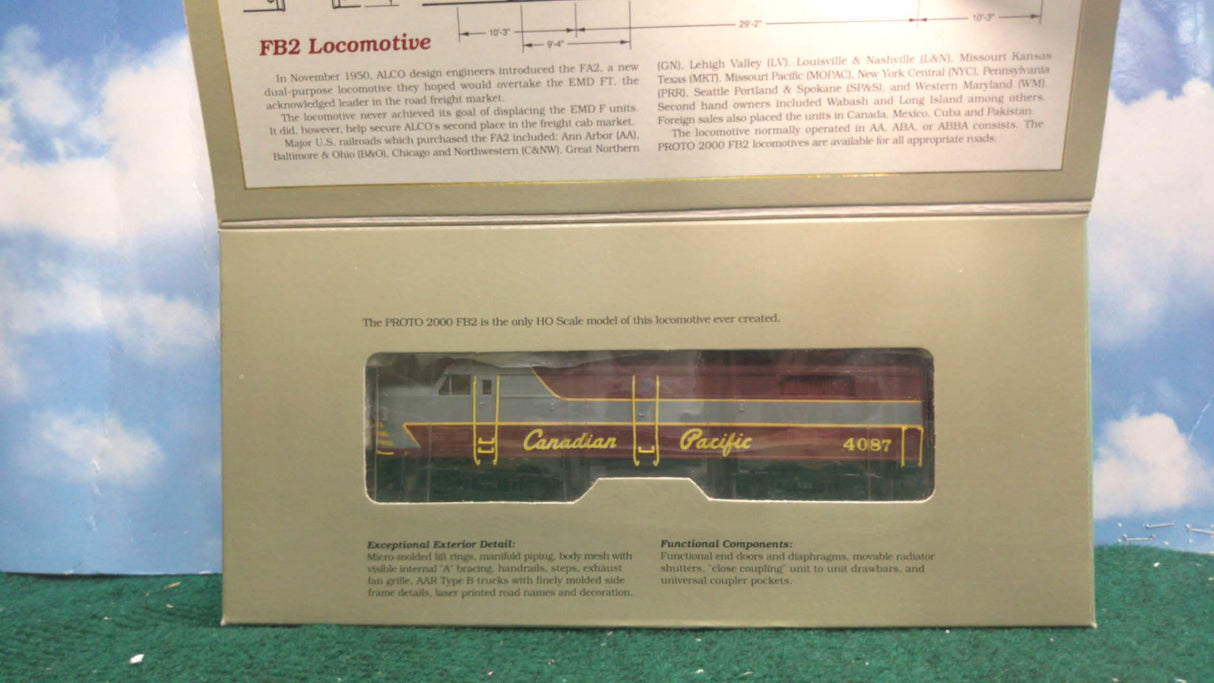 10'-3"
9'-4"
29'-2"
10'-3"
FB2 Locomotive
In November 1950, ALCO design engineers introduced the FA2, a new
dual-purpose locomotive they hoped would overtake the EMD FT, the
acknowledged leader in the road freight market.
The locomotive never achieved its goal of displacing the EMD F units.
It did, however, help secure ALCO's second place in the freight cab market.
Major U.S. railroads which purchased the FA2 included: Ann Arbor (AA),
Baltimore & Ohio (B&O), Chicago and Northwestern (C&NW), Great Northern
(GN), Lehigh Valley (LV), Louisville & Nashville (L&N), Missouri Kansas
Texas (MKT), Missouri Pacific (MOPAC), New York Central (NYC), Pennsylvania
(PRR), Seattle Portland & Spokane (SP&S), and Western Maryland (WM).
Second hand owners included Wabash and Long Island among others.
Foreign sales also placed the units in Canada, Mexico, Cuba and Pakistan.
The locomotive normally operated in AA, ABA, or ABBA consists. The
PROTO 2000 FB2 locomotives are available for all appropriate roads.
The PROTO 2000 FB2 is the only HO Scale model of this locomotive ever created.
Canadian Pacific 4087
Exceptional Exterior Detail:
Micro-molded lift rings, manifold piping, body mesh with
visible internal "A" bracing, handrails, steps, exhaust
fan grille, AAR Type B trucks with finely molded side
frame details, laser printed road names and decoration.
Functional Components:
Functional end doors and diaphragms, movable radiator
shutters, "close coupling" unit to unit drawbars, and
universal coupler pockets.